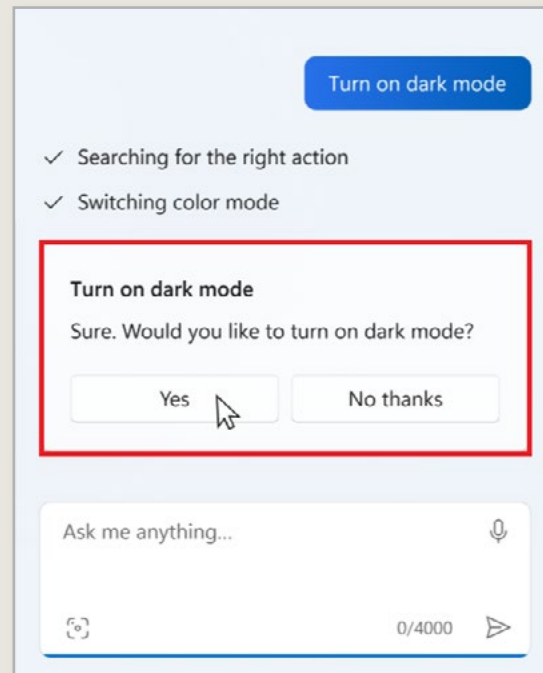 Turn on dark mode
Searching for the right action
Switching color mode
Turn on dark mode
Sure. Would you like to turn on dark mode?
Yes
No thanks
Ask me anything...
0/4000